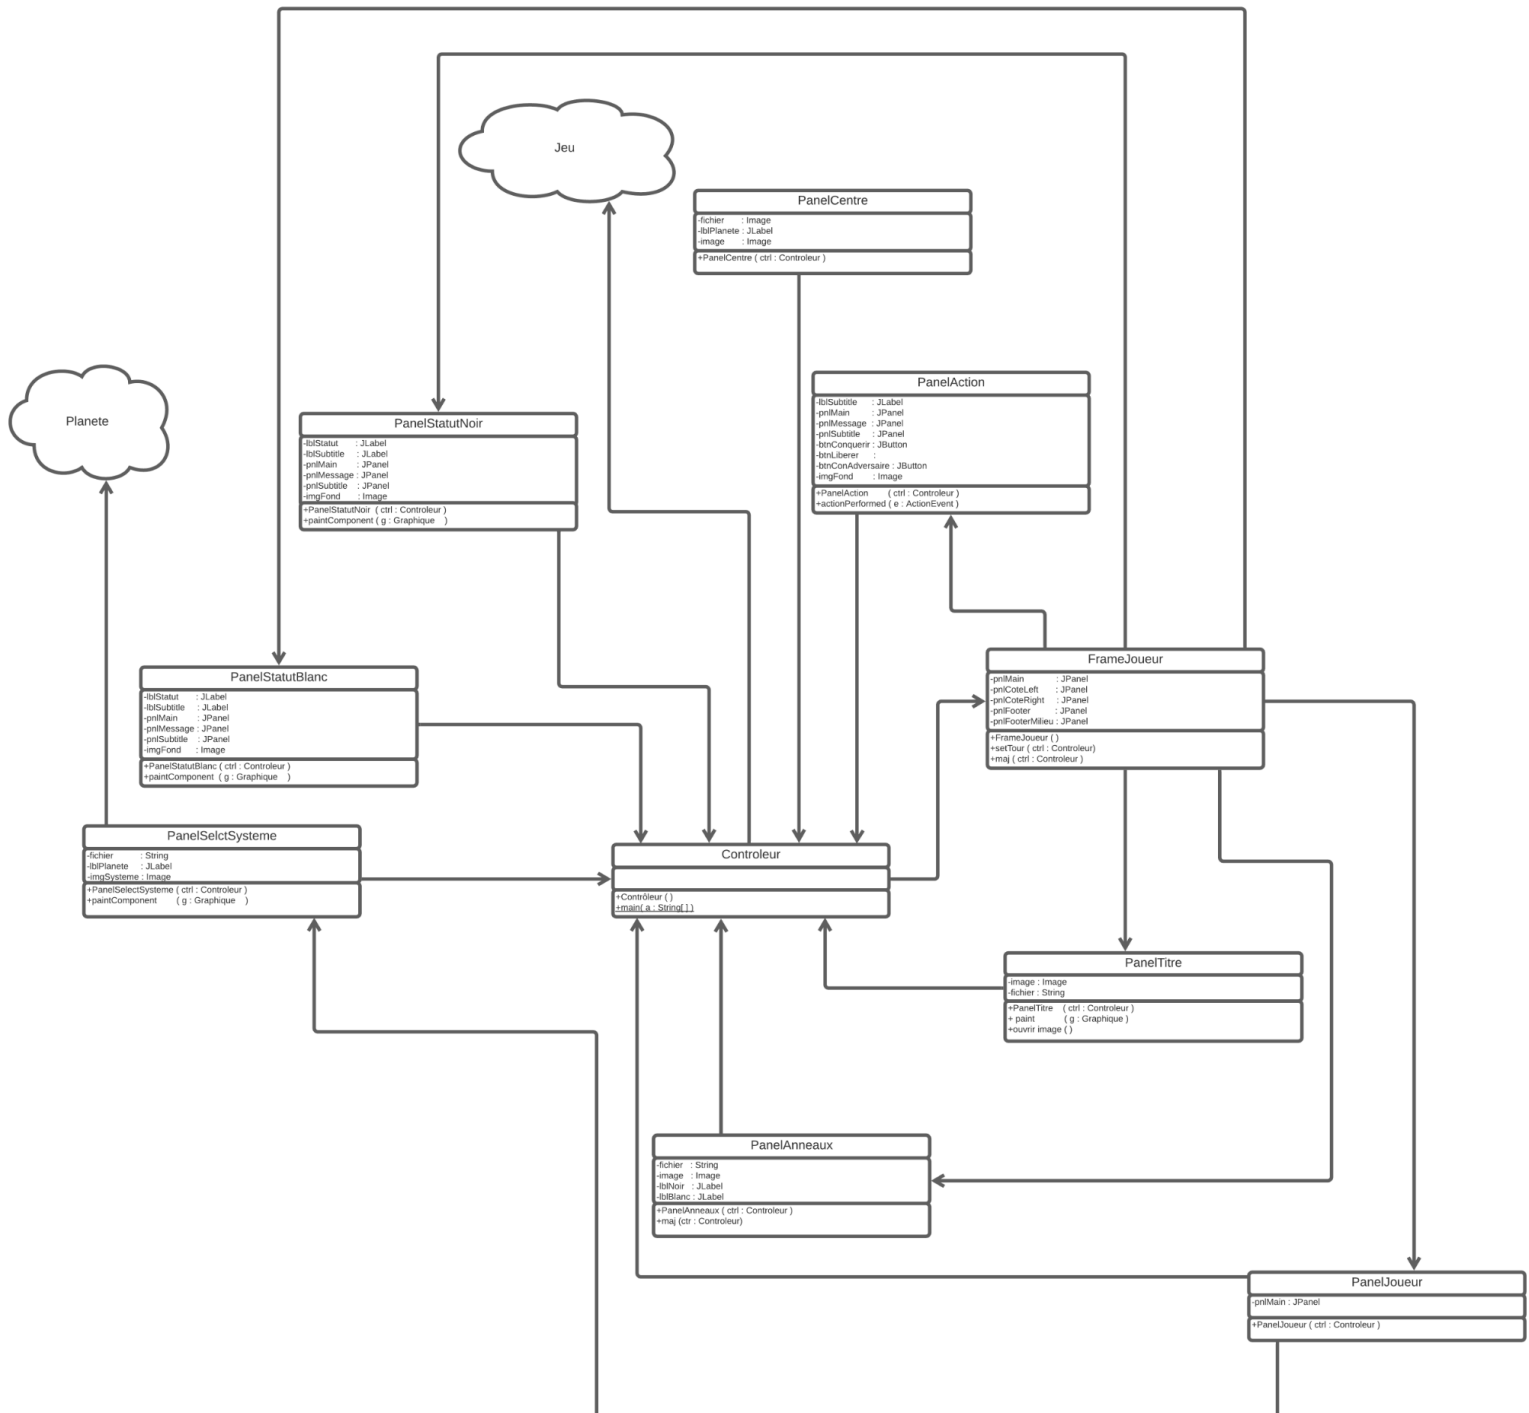 Jeu
PanelCentre
-fichier : Image
-lblPlanete : JLabel
-image : Image
+PanelCentre ( ctrl : Controleur )
Planete
PanelStatutNoir
-lblStatut : JLabel
-lblSubtitle : JLabel
-pnlMain : JPanel
-pnlMessage : JPanel
-pnlSubtitle : JPanel
-imgFond : Image
+PanelStatutNoir ( ctrl : Controleur )
+paintComponent ( g : Graphique )
PanelAction
-lblSubtitle : JLabel
-pnlMain : JPanel
-pnlMessage : JPanel
-pnlSubtitle : JPanel
-btnConquerir : JButton
-btnLiberer :
-btnConAdversaire : JButton
-imgFond : Image
+PanelAction ( ctrl : Controleur )
+actionPerformed ( e : ActionEvent )
PanelStatutBlanc
-lblStatut : JLabel
-lblSubtitle : JLabel
-pnlMain : JPanel
-pnlMessage : JPanel
-pnlSubtitle : JPanel
-imgFond : Image
+PanelStatutBlanc ( ctrl : Controleur )
+paintComponent ( g : Graphique )
FrameJoueur
-pnlMain : JPanel
-pnlCoteLeft : JPanel
-pnlCoteRight : JPanel
-pnlFooter : JPanel
-pnlFooterMilieu : JPanel
+FrameJoueur ( )
+setTour ( ctrl : Controleur)
+maj ( ctrl : Controleur )
PanelSelctSysteme
-fichier : String
-lblPlanete : JLabel
-imgSysteme : Image
+PanelSelectSysteme ( ctrl : Controleur )
+paintComponent ( g : Graphique )
Controleur
+Contrôleur ( )
+main( a : String[ ] )
PanelTitre
-image : Image
-fichier : String
+PanelTitre ( ctrl : Controleur )
+ paint ( g : Graphique )
+ouvrir image ( )
PanelAnneaux
-fichier : String
-image : Image
-lblNoir : JLabel
-lblBlanc : JLabel
+PanelAnneaux ( ctrl : Controleur )
+maj (ctr : Controleur)
PanelJoueur
-pnlMain : JPanel
+PanelJoueur ( ctrl : Controleur )